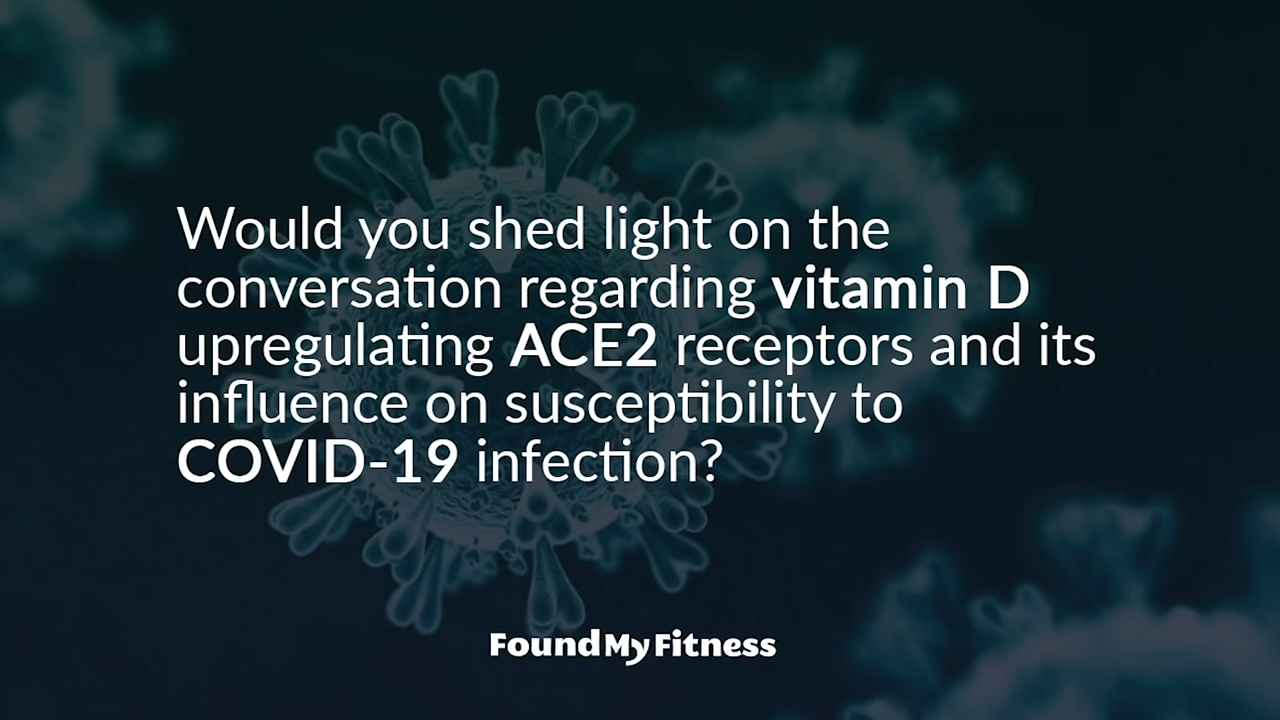 Would you shed light on the
conversation regarding vitamin D
upregulating ACE2 receptors and its
influence on susceptibility to
COVID-19 infection?
FoundMyFitness